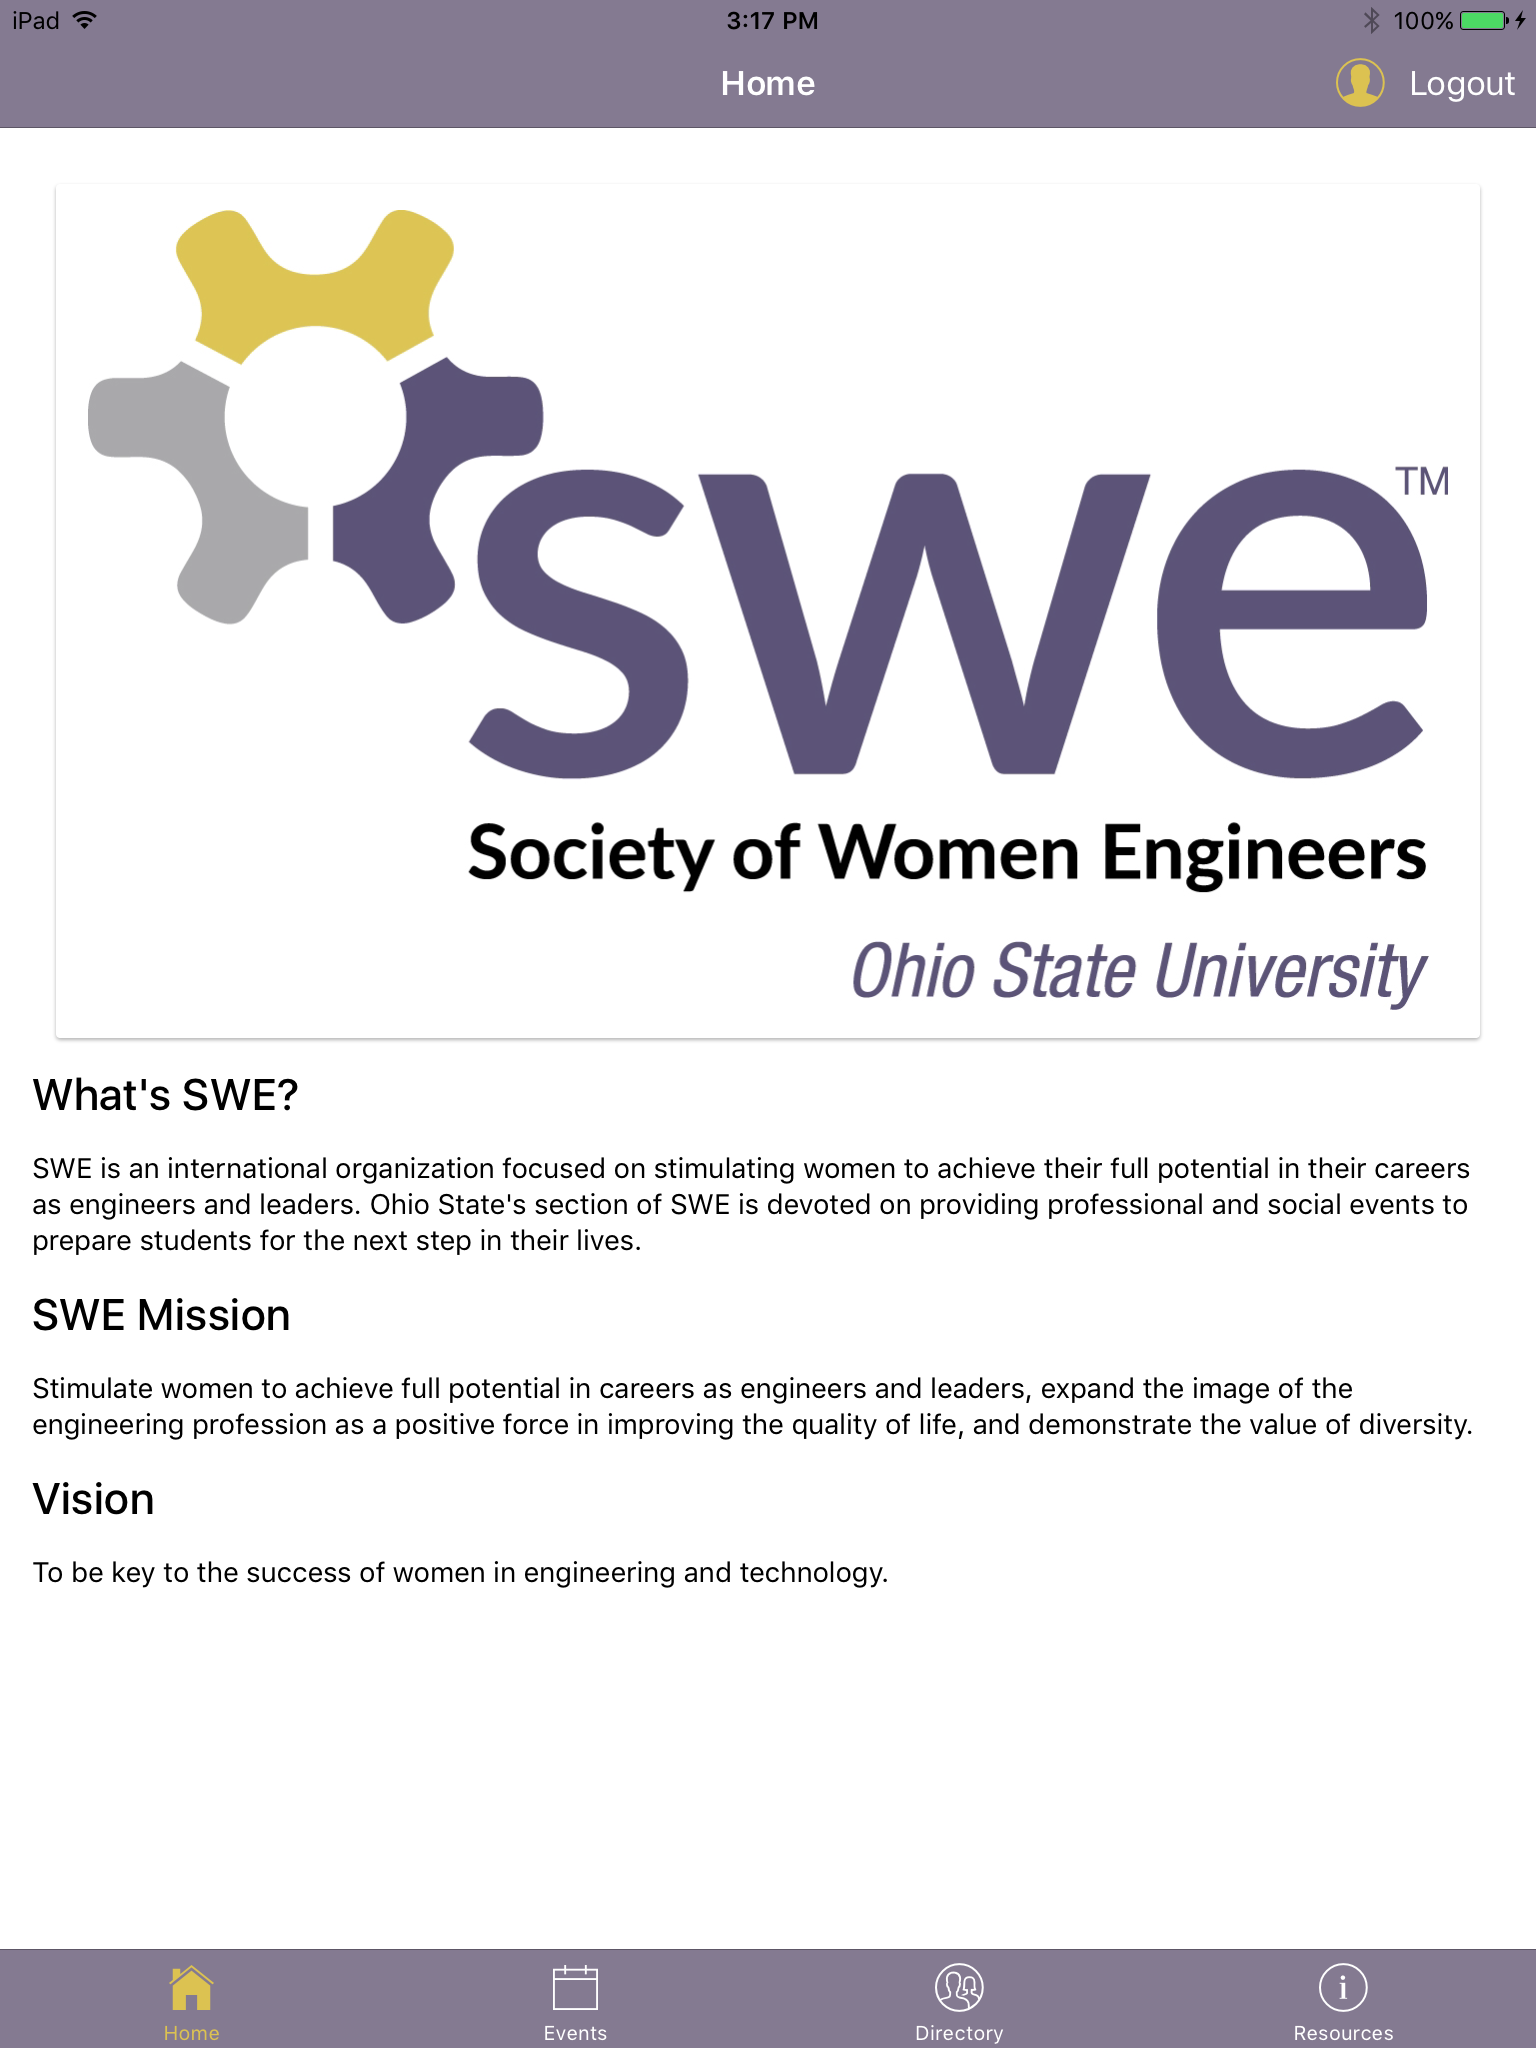 iPad 3:17 PM 100%
Home Logout
swe TM
Society of Women Engineers
Ohio State University
What's SWE?
SWE is an international organization focused on stimulating women to achieve their full potential in their careers
as engineers and leaders. Ohio State's section of SWE is devoted on providing professional and social events to
prepare students for the next step in their lives.
SWE Mission
Stimulate women to achieve full potential in careers as engineers and leaders, expand the image of the
engineering profession as a positive force in improving the quality of life, and demonstrate the value of diversity.
Vision
To be key to the success of women in engineering and technology.
Home Events Directory Resources